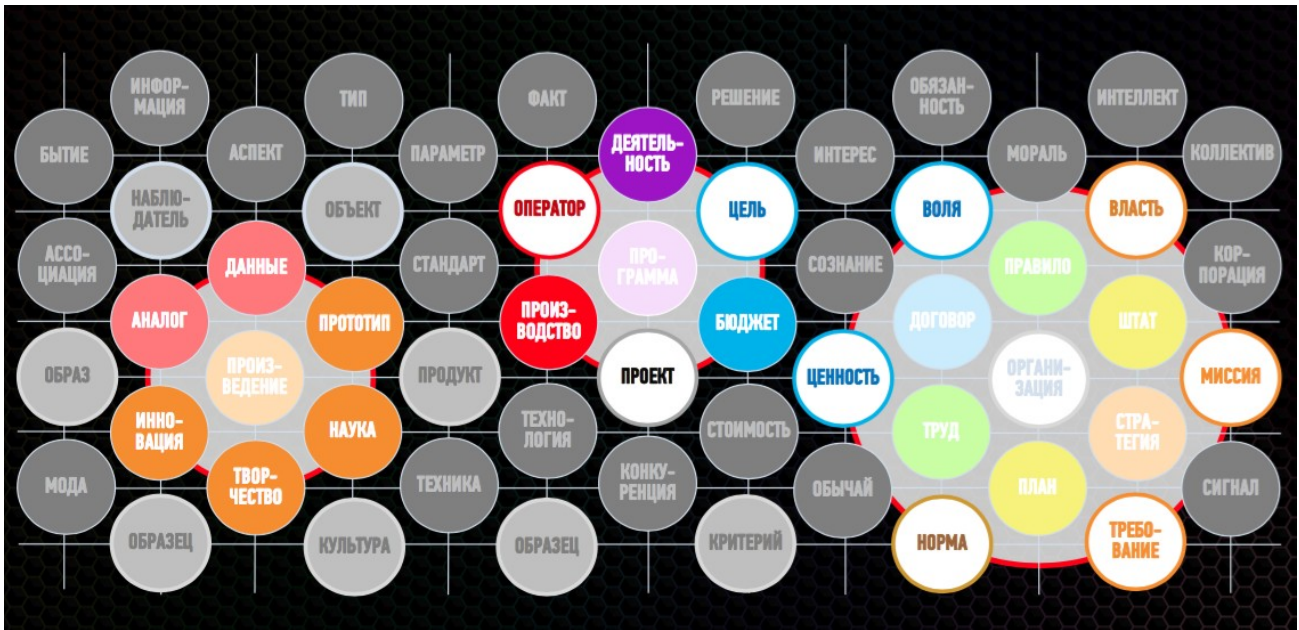 ИНФОР-
МАЦИЯ
ТИП
ФАКТ
РЕШЕНИЕ
ОБЯЗАН-
НОСТЬ
ИНТЕЛЛЕКТ
БЫТИЕ
АСПЕКТ
ПАРАМЕТР
ДЕЯТЕЛЬ-
НОСТЬ
ИНТЕРЕС
МОРАЛЬ
КОЛЛЕКТИВ
НАБЛЮ-
ДАТЕЛЬ
ОБЪЕКТ
ОПЕРАТОР
ЦЕЛЬ
ВОЛЯ
ВЛАСТЬ
АССО-
ЦИАЦИЯ
ДАННЫЕ
СТАНДАРТ
ПРО-
ГРАММА
СОЗНАНИЕ
ПРАВИЛО
КОР-
ПОРАЦИЯ
АНАЛОГ
ПРОТОТИП
ПРОИЗ-
ВОДСТВО
БЮДЖЕТ
ДОГОВОР
ШТАТ
ОБРАЗ
ПРОИЗ-
ВЕДЕНИЕ
ПРОДУКТ
ПРОЕКТ
ЦЕННОСТЬ
ОРГАНИ-
ЗАЦИЯ
МИССИЯ
ИННО-
ВАЦИЯ
НАУКА
ТЕХНО-
ЛОГИЯ
СТОИМОСТЬ
ТРУД
СТРА-
ТЕГИЯ
МОДА
ТВОР-
ЧЕСТВО
ТЕХНИКА
КОНКУ-
РЕНЦИЯ
ОБЫЧАЙ
ПЛАН
СИГНАЛ
ОБРАЗЕЦ
КУЛЬТУРА
ОБРАЗЕЦ
КРИТЕРИЙ
НОРМА
ТРЕБО-
ВАНИЕ